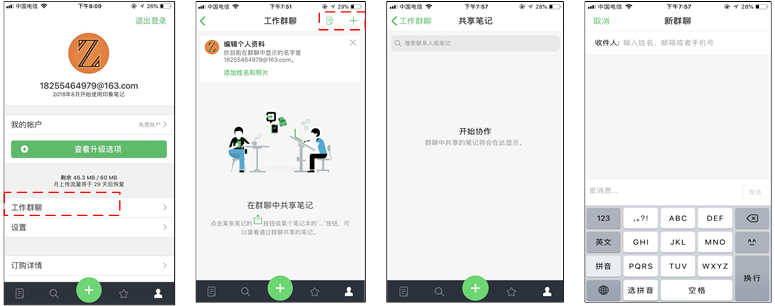 中国电信
下午8:09
28%
退出登录
Z
18255464979@163.com
2018年8月开始使用印象笔记
我的帐户
免费帐户
查看升级选项
剩余 46.3 MB / 60 MB
月上传流量将于 29 天后恢复
工作群聊
设置
订购详情
中国电信
下午7:51
29%
工作群聊
编辑个人资料
你目前在群聊中显示的名字是
18255464979@163.com。
添加姓名和照片
在群聊中共享笔记
点击某条笔记的 按钮或某个笔记本的'...'按钮，可
以查看通过群聊共享的笔记。
中国电信
下午7:57
28%
工作群聊
共享笔记
搜索联系人或笔记
开始协作
群聊中共享的笔记将会在此显示。
中国电信
下午7:57
28%
取消
新群聊
收件人: 输入姓名、邮箱或者手机号
发消息...
发送
123
,。?!
ABC
DEF
英文
GHI
JKL
MNO
^^
拼音
PQRS
TUV
WXYZ
换行
选拼音
空格